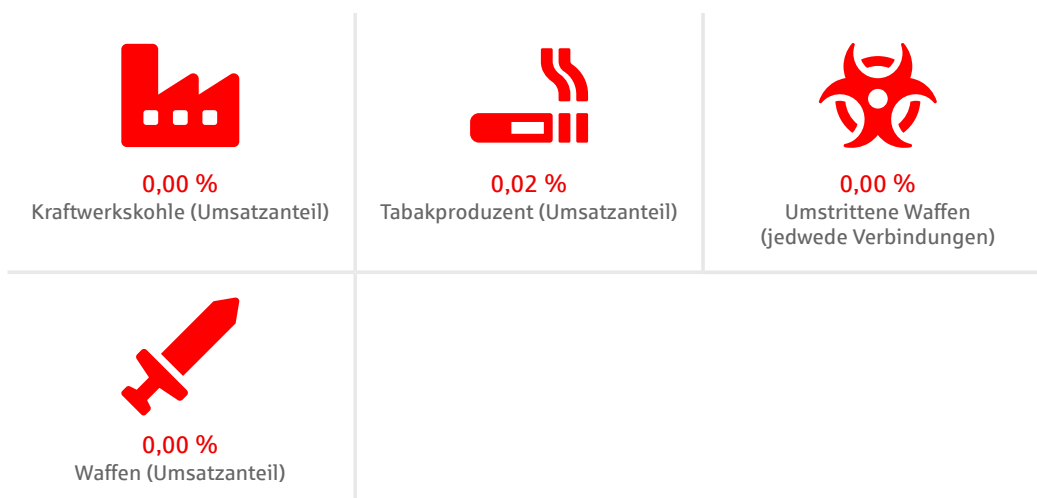 0,00 %
Kraftwerkskohle (Umsatzanteil)
0,02 %
Tabakproduzent (Umsatzanteil)
0,00 %
Umstrittene Waffen
(jedwede Verbindungen)
0,00 %
Waffen (Umsatzanteil)